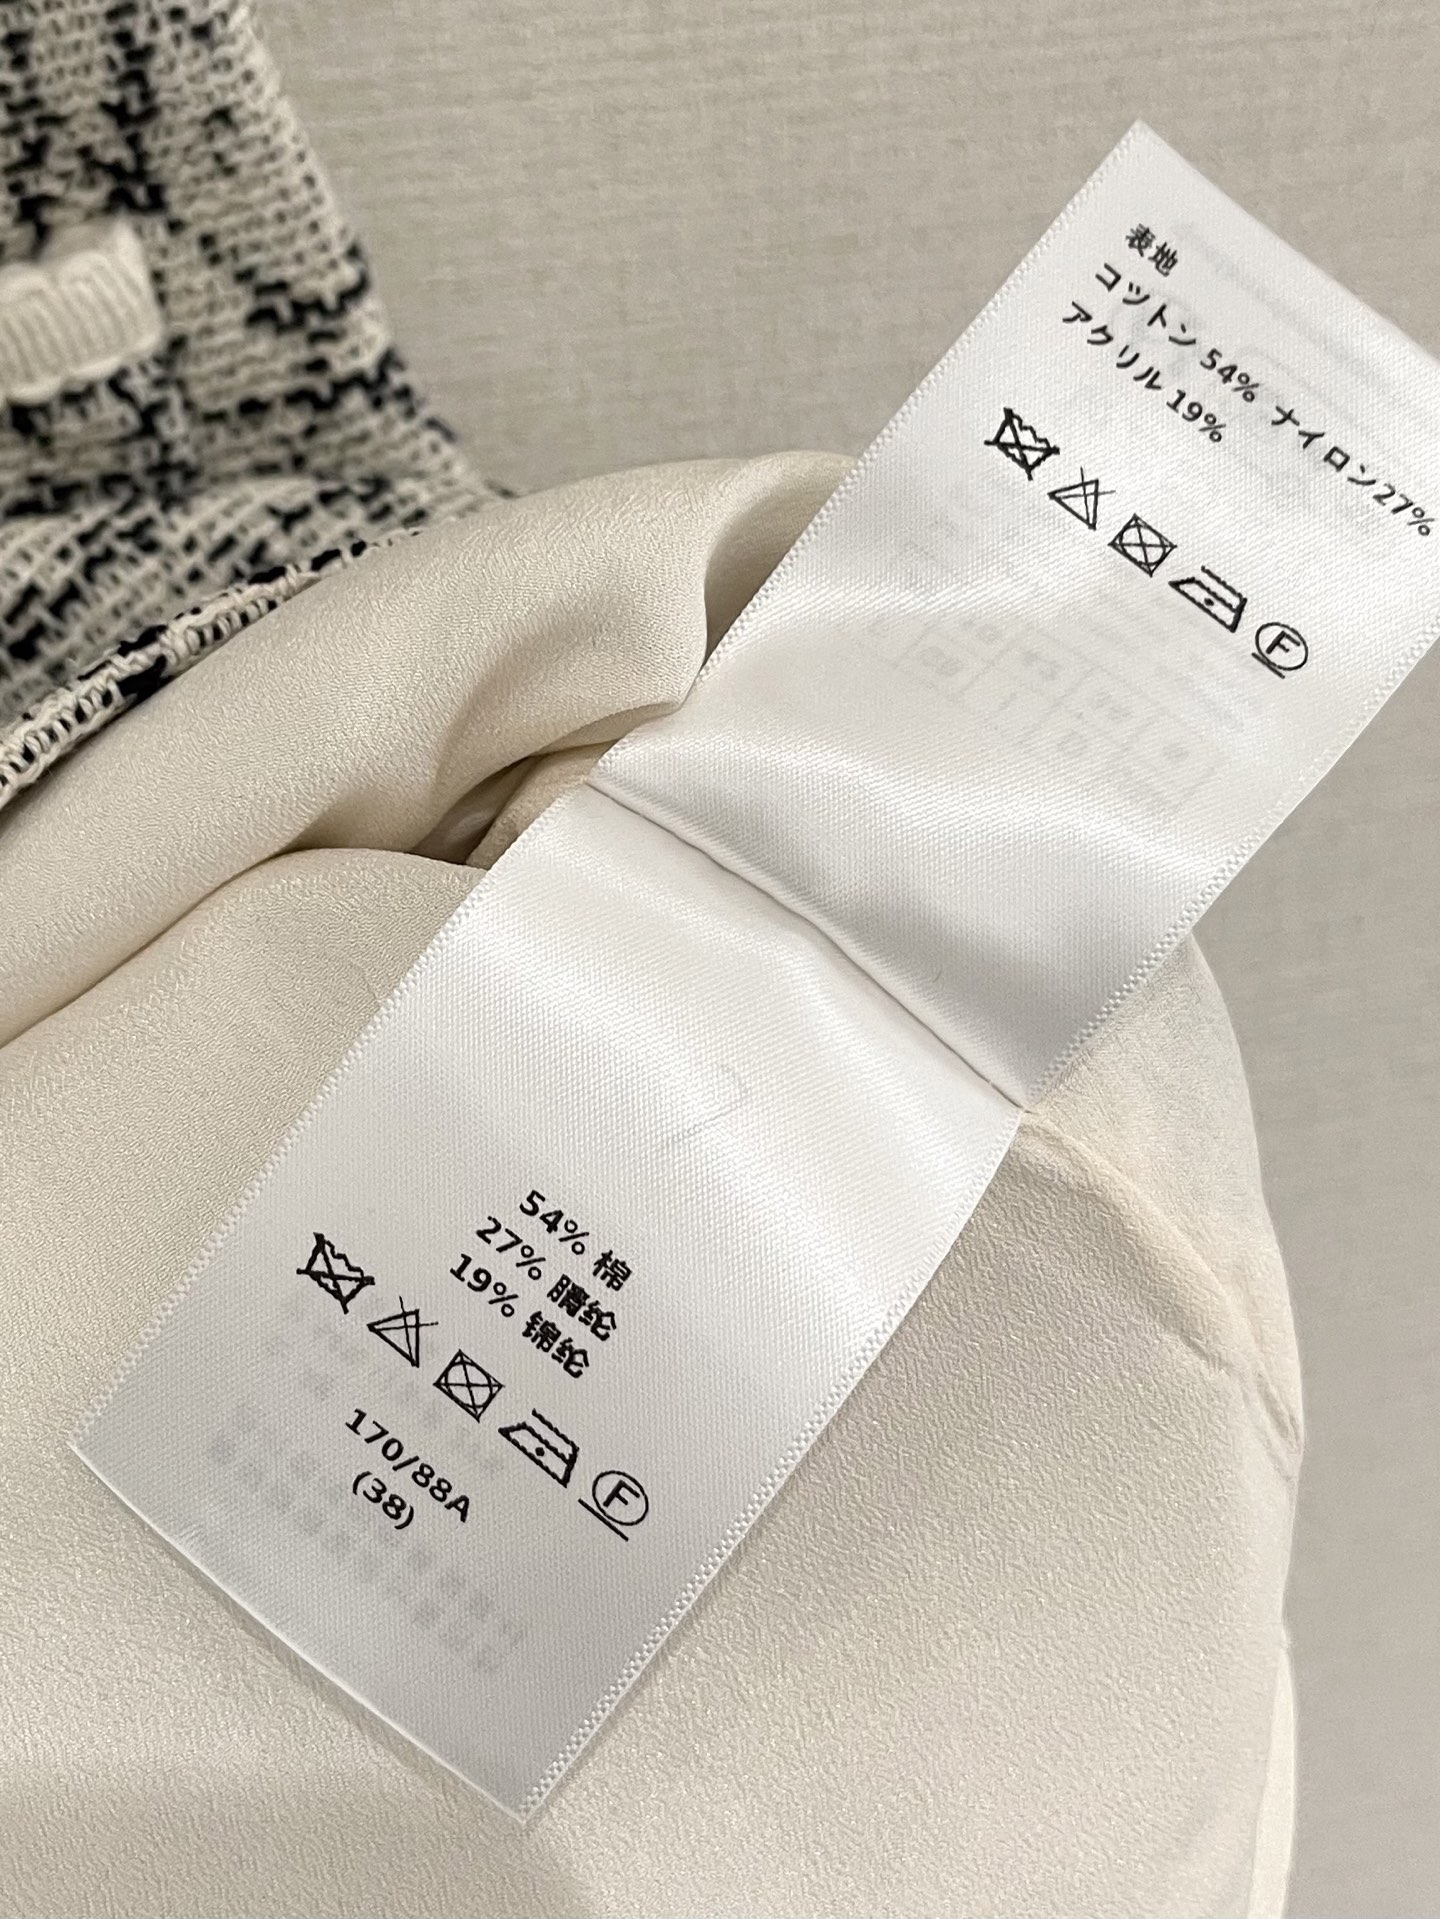 表地
コットン 54% ナイロン27%
アクリル 19%
F
54% 棉
27% 腈纶
19% 锦纶
F
170/88A
(38)